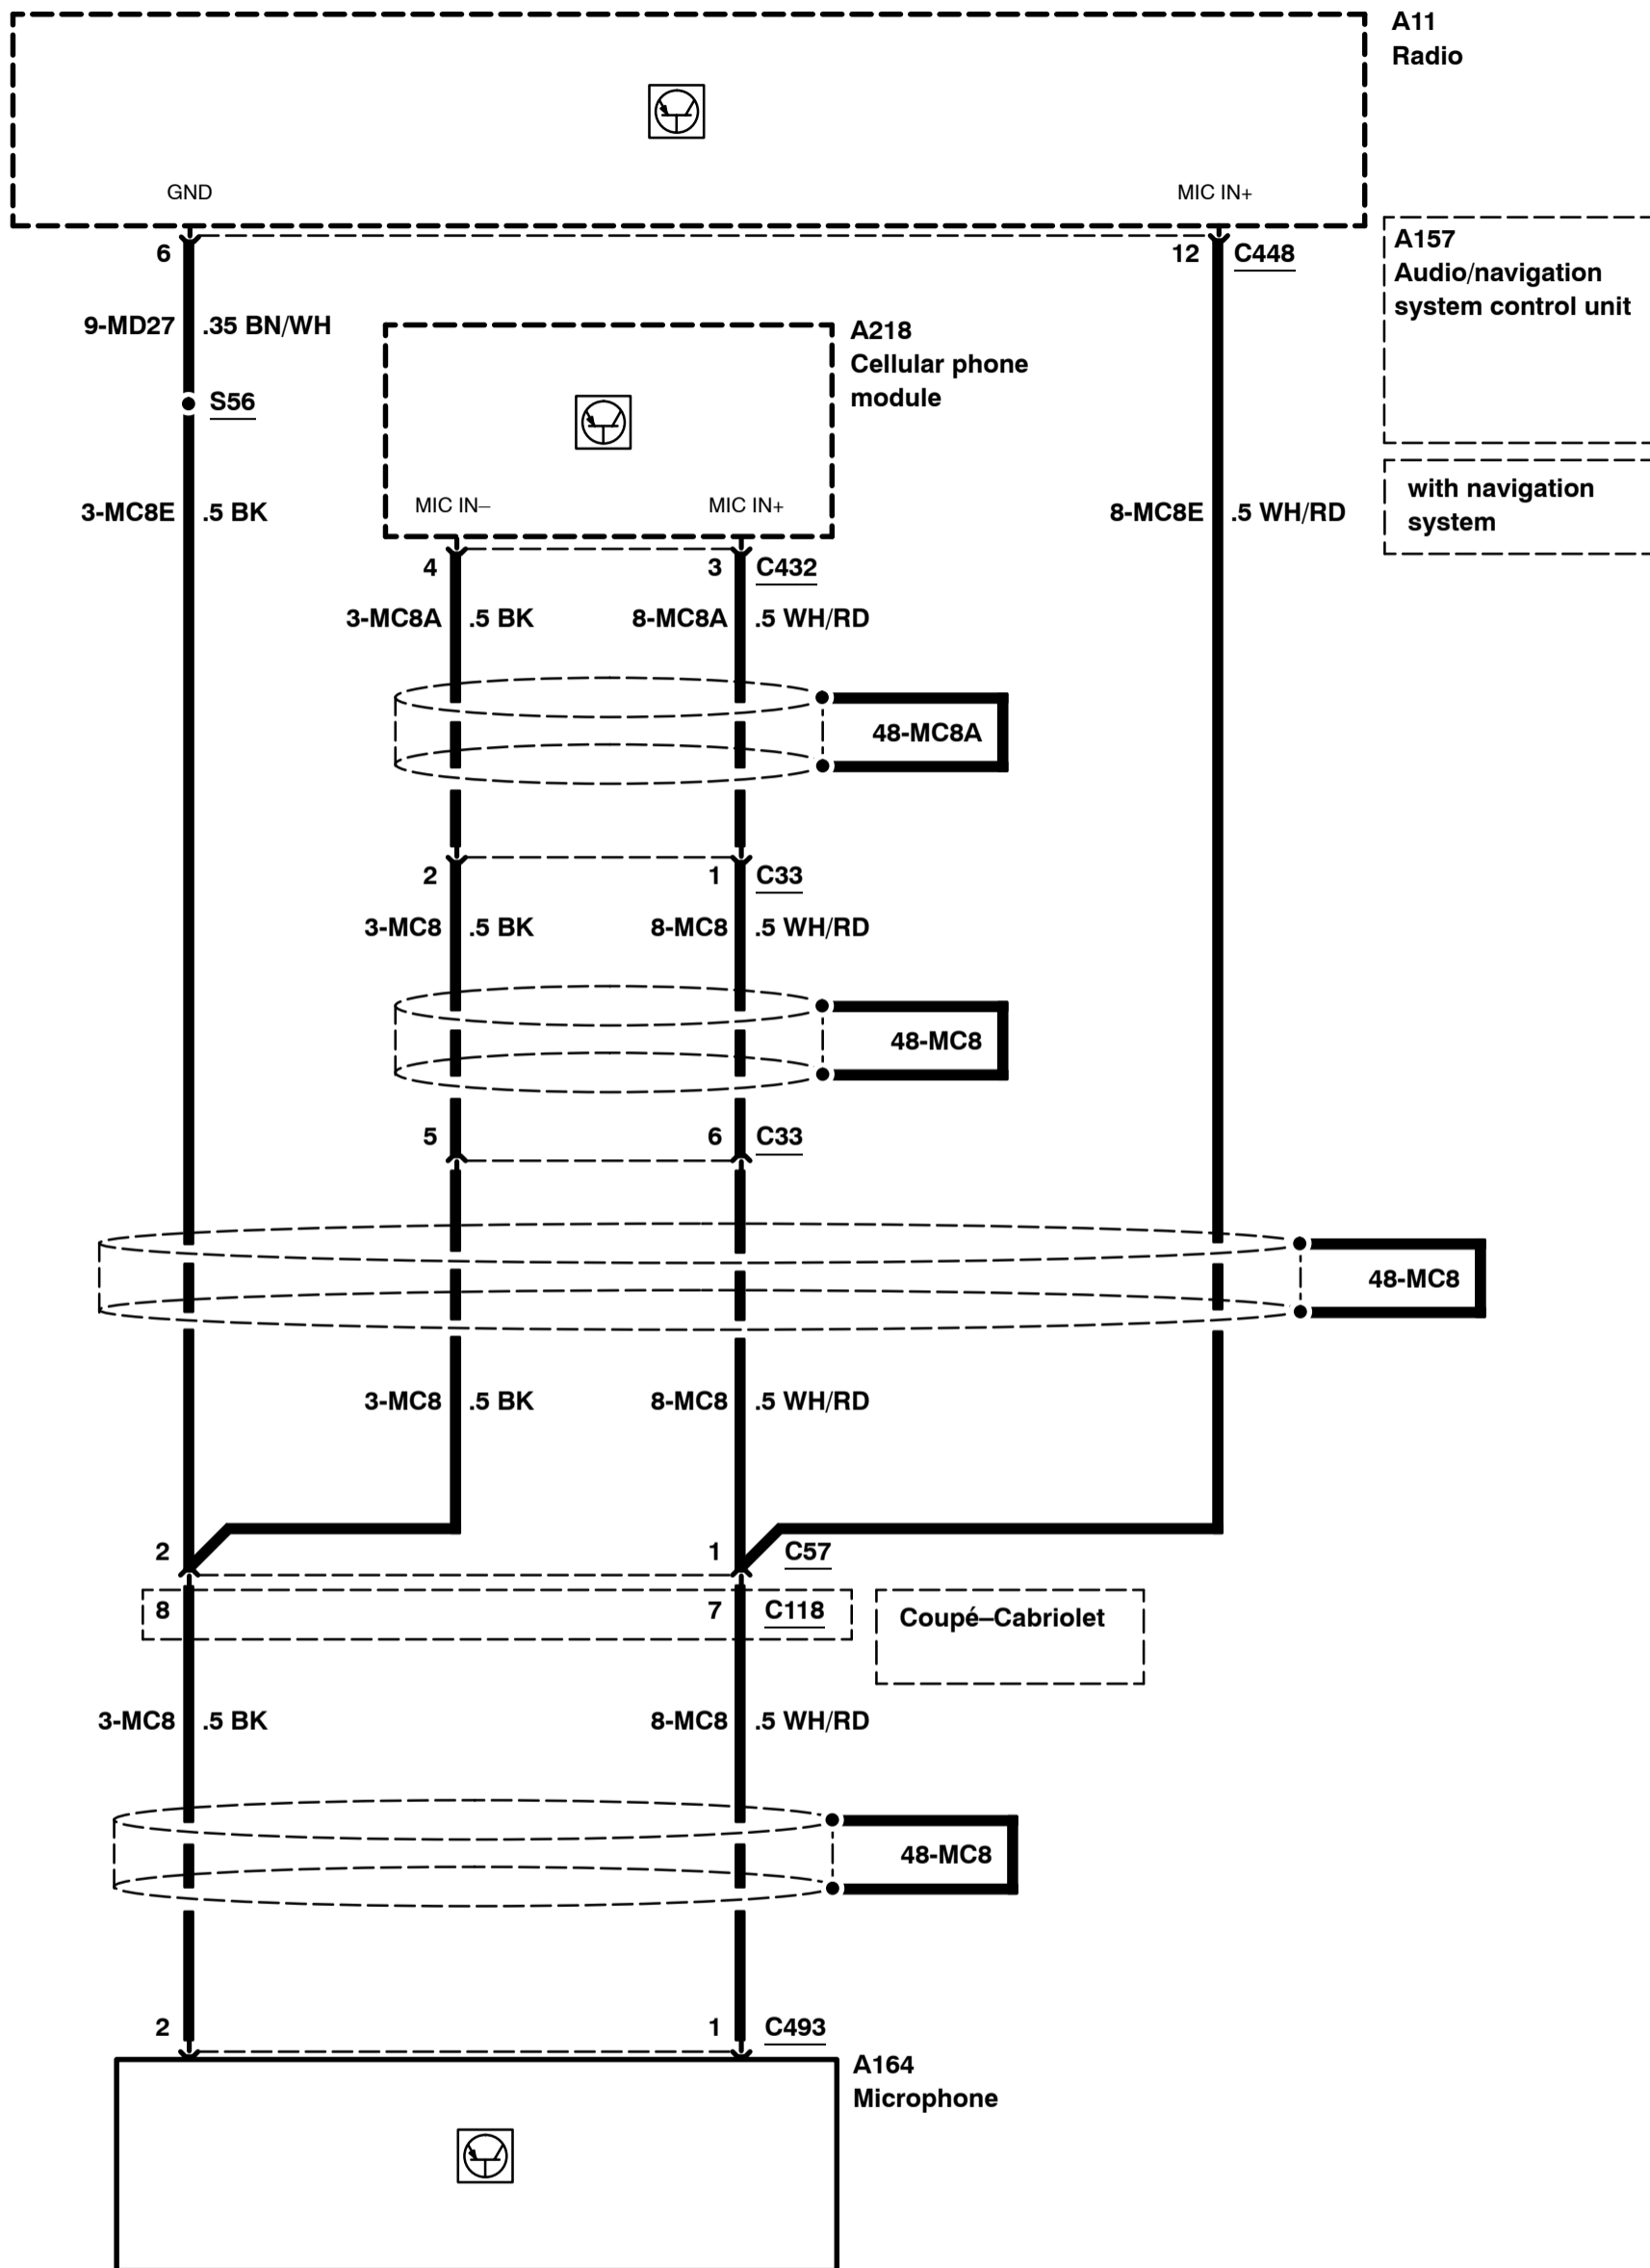 A11
Radio
GND
MIC IN+
6
12
C448
A157
Audio/navigation
system control unit
9-MD27
.35 BN/WH
A218
Cellular phone
module
S56
with navigation
system
3-MC8E
.5 BK
MIC IN–
MIC IN+
8-MC8E
.5 WH/RD
4
3
C432
3-MC8A
.5 BK
8-MC8A
.5 WH/RD
48-MC8A
2
1
C33
3-MC8
.5 BK
8-MC8
.5 WH/RD
48-MC8
5
6
C33
48-MC8
3-MC8
.5 BK
8-MC8
.5 WH/RD
2
1
C57
8
7
C118
Coupé–Cabriolet
3-MC8
.5 BK
8-MC8
.5 WH/RD
48-MC8
2
1
C493
A164
Microphone